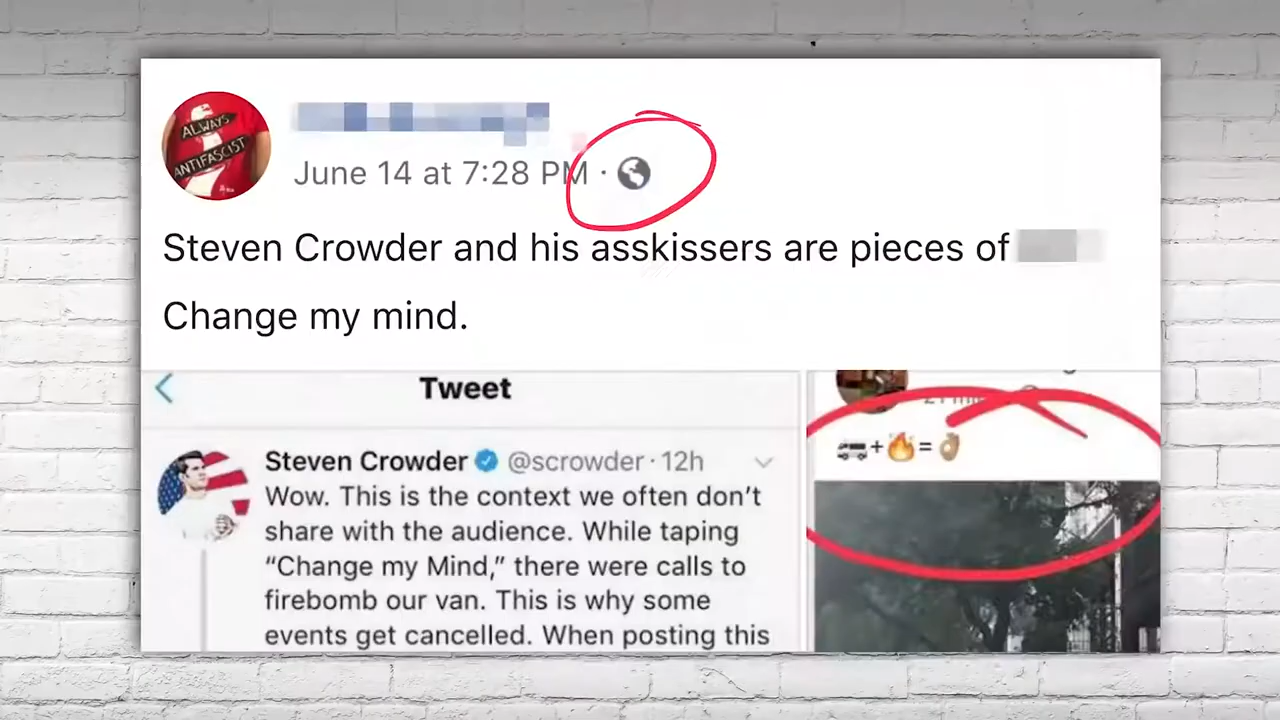 ALWAYS
ANTIFASCIST
June 14 at 7:28 PM ·
Steven Crowder and his asskissers are pieces of
Change my mind.
Tweet
Steven Crowder @scrowder · 12h
Wow. This is the context we often don’t
share with the audience. While taping
“Change my Mind,” there were calls to
firebomb our van. This is why some
events get cancelled. When posting this
🚐+🔥=👌🏽